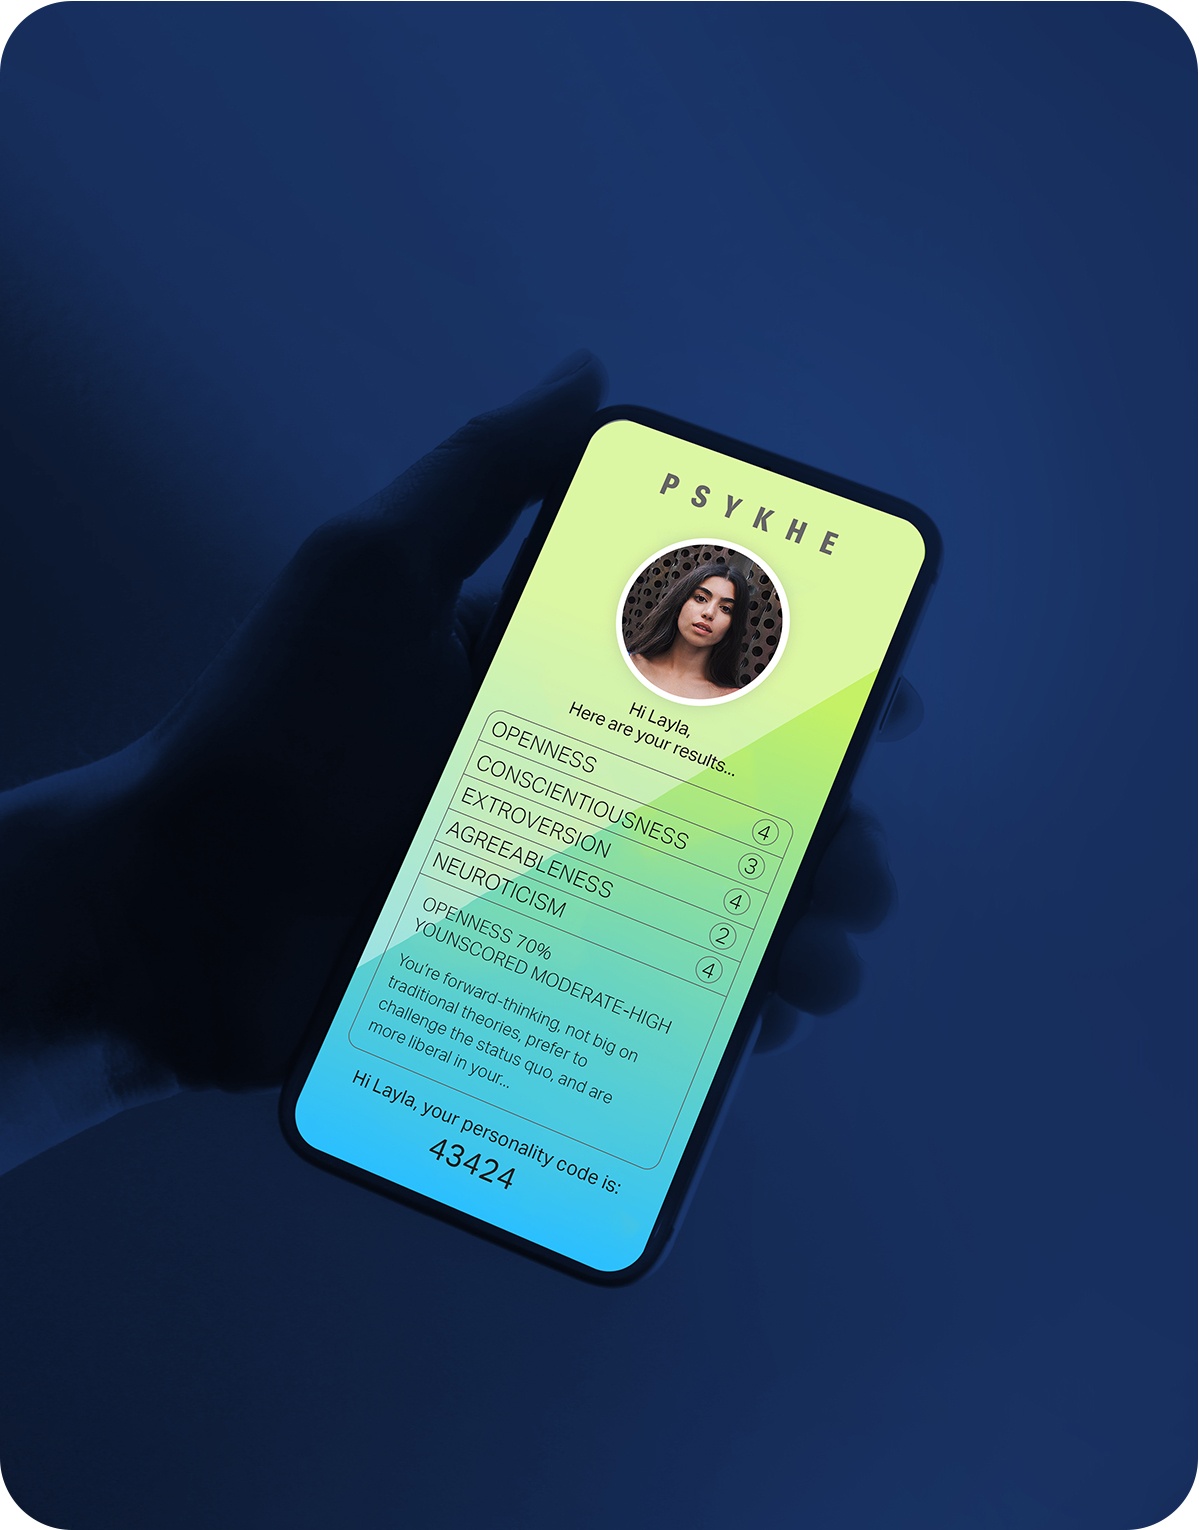 PSYKHE
Hi Layla,
Here are your results...
OPENNESS 4
CONSCIENTIOUSNESS 3
EXTROVERSION 4
AGREEABLENESS 2
NEUROTICISM 4
OPENNESS 70%
YOUNSCORED MODERATE-HIGH
You're forward-thinking, not big on
traditional theories, prefer to
challenge the status quo, and are
more liberal in your...
Hi Layla, your personality code is:
43424